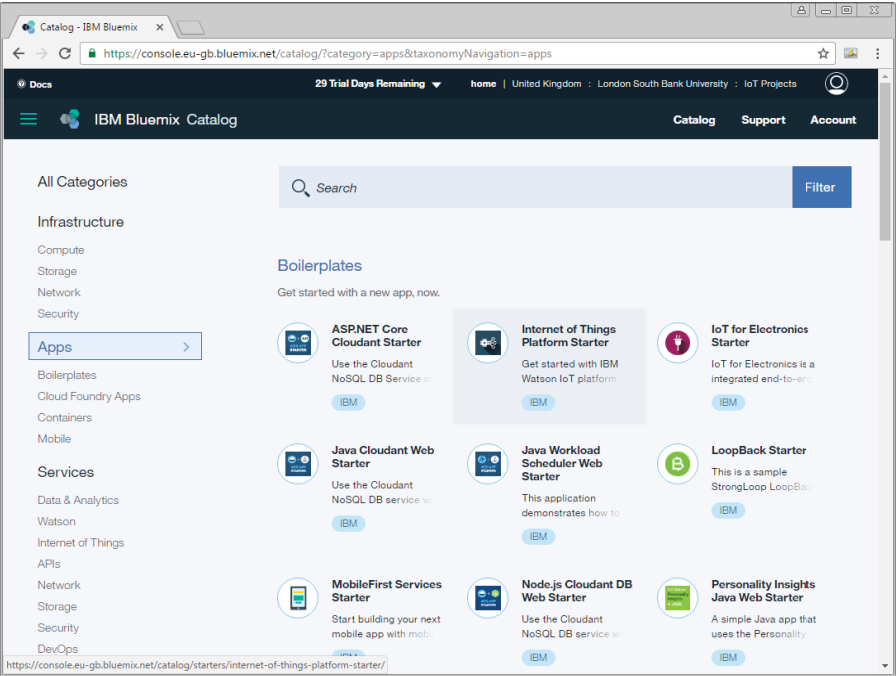 Catalog - IBM Bluemix
https://console.eu-gb.bluemix.net/catalog/?category=apps&taxonomyNavigation=apps
Docs
29 Trial Days Remaining
home | United Kingdom : London South Bank University : IoT Projects
IBM Bluemix Catalog
Catalog Support Account
All Categories
Infrastructure
Compute
Storage
Network
Security
Apps
Boilerplates
Cloud Foundry Apps
Containers
Mobile
Services
Data & Analytics
Watson
Internet of Things
APIs
Network
Storage
Security
DevOps
Search
Filter
Boilerplates
Get started with a new app, now.
ASP.NET Core
Cloudant Starter
Use the Cloudant
NoSQL DB Service in
IBM
Internet of Things
Platform Starter
Get started with IBM
Watson IoT platform
IBM
IoT for Electronics
Starter
IoT for Electronics is a
integrated end-to-end
IBM
Java Cloudant Web
Starter
Use the Cloudant
NoSQL DB service
IBM
Java Workload
Scheduler Web
Starter
This application
demonstrates how to
IBM
LoopBack Starter
This is a sample
StrongLoop
IBM
MobileFirst Services
Starter
Start building your next
mobile app with
IBM
Node.js Cloudant DB
Web Starter
Use the Cloudant
NoSQL DB service
IBM
Personality Insights
Java Web Starter
A simple Java app that
uses the Personality
IBM
https://console.eu-gb.bluemix.net/catalog/starters/internet-of-things-platform-starter/